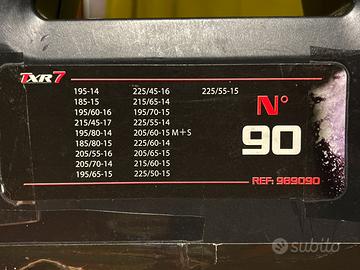 TXR7
195-14 225/45-16 225/55-15
185-15 215/65-14
195/60-16 195/70-15
215/45-17 225/55-14
195/80-14 205/60-15 M+S
185/80-15 225/60-14
205/55-16 205/65-15
205/70-14 215/60-15
195/65-15 225/50-15
N°
90
REF: 989090
subito